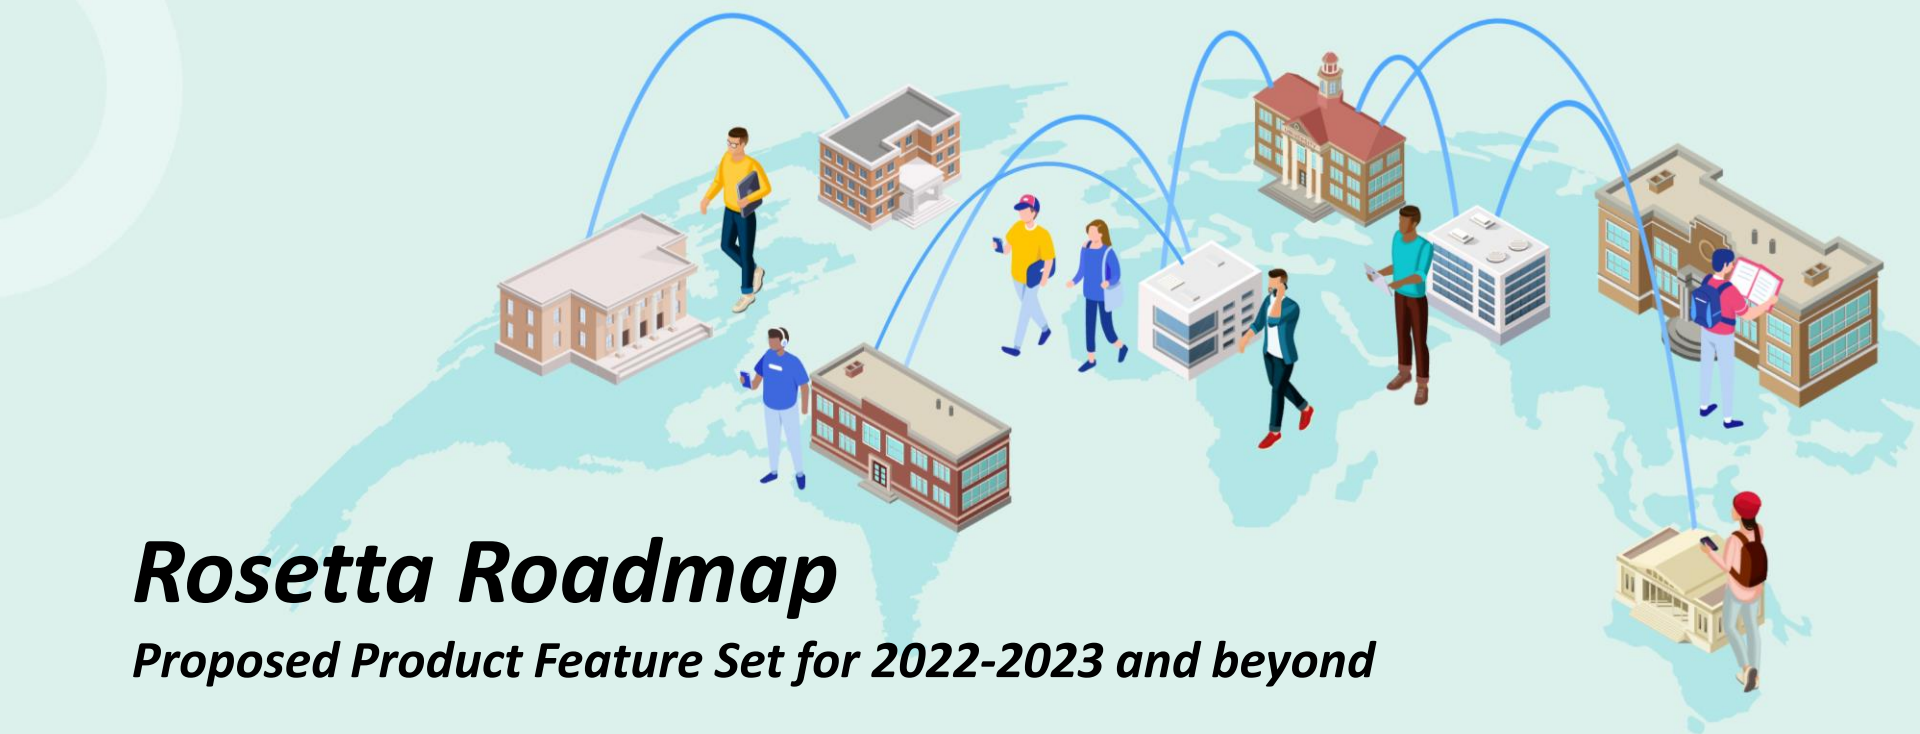 Rosetta Roadmap
Proposed Product Feature Set for 2022-2023 and beyond